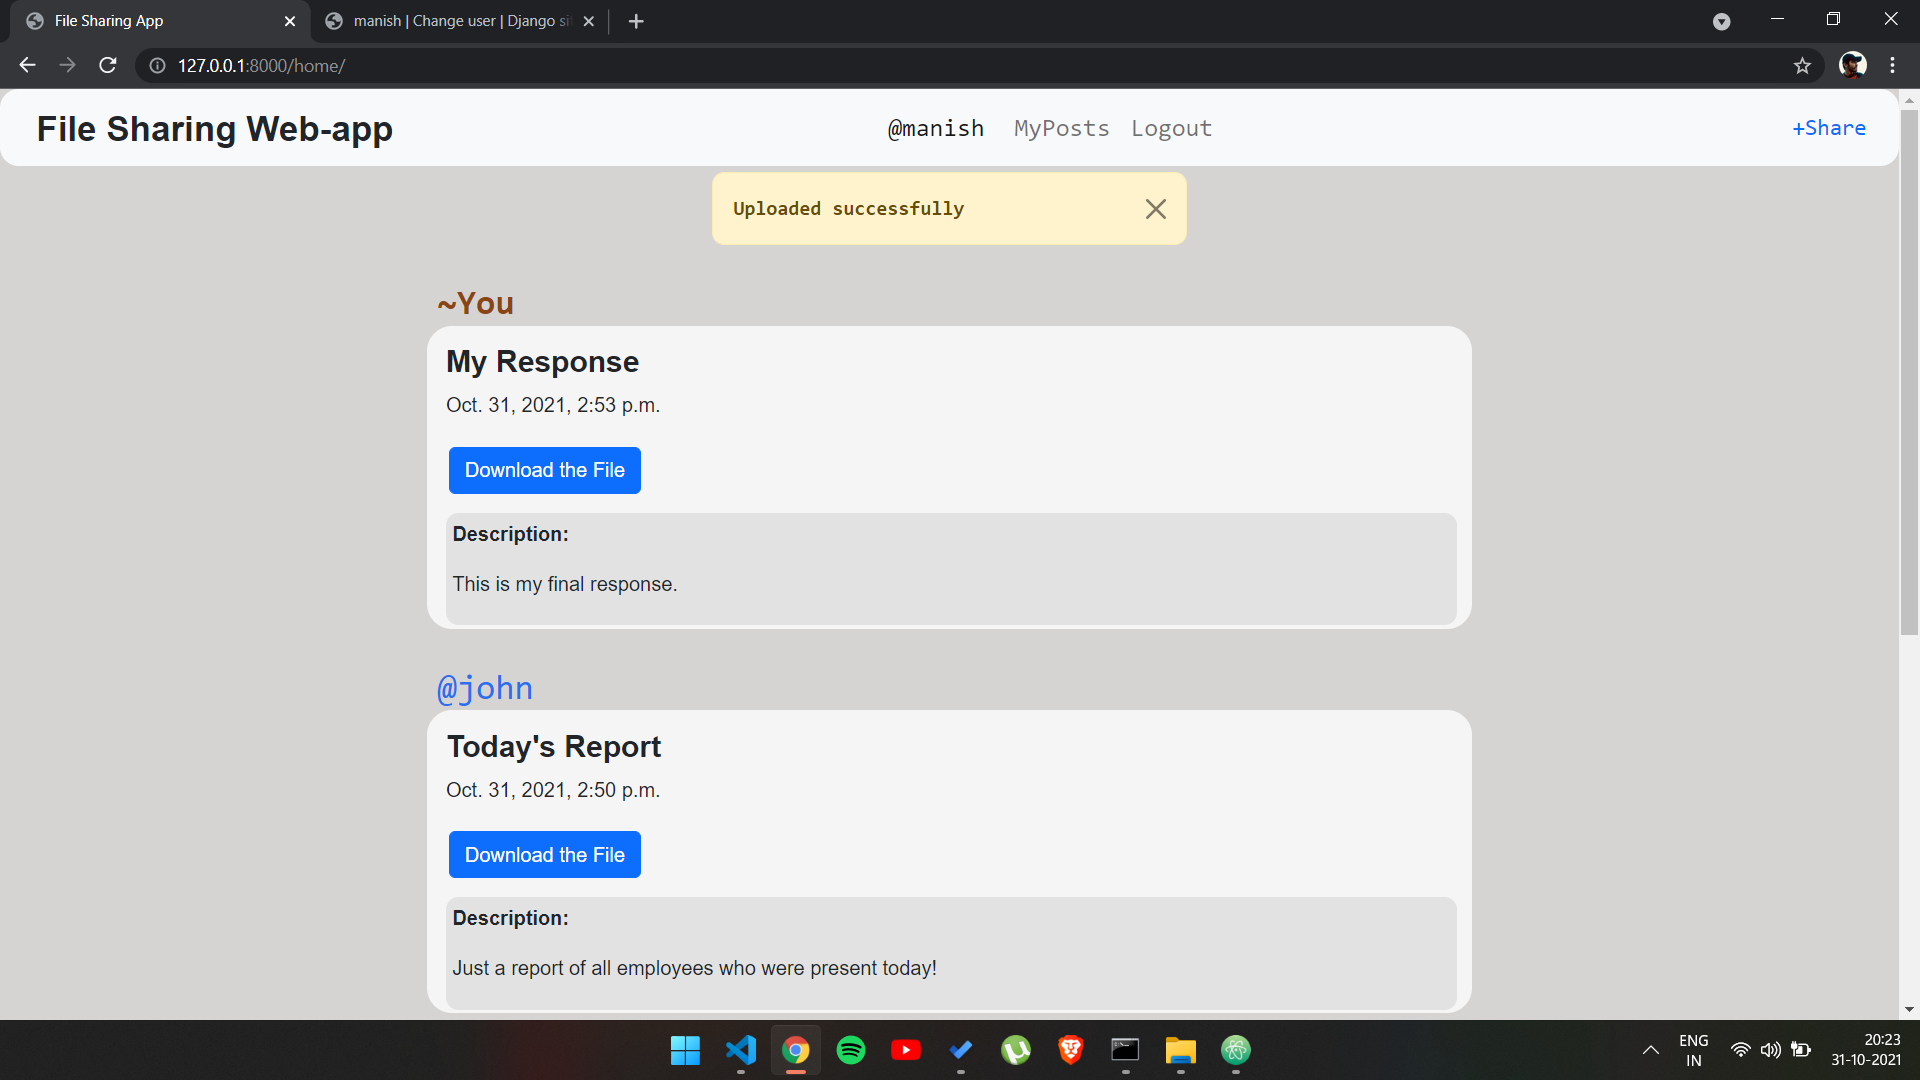 File Sharing App
manish | Change user | Django si
127.0.0.1:8000/home/
File Sharing Web-app
@manish MyPosts Logout
+Share
Uploaded successfully
~You
My Response
Oct. 31, 2021, 2:53 p.m.
Download the File
Description:
This is my final response.
@john
Today's Report
Oct. 31, 2021, 2:50 p.m.
Download the File
Description:
Just a report of all employees who were present today!
ENG
IN
20:23
31-10-2021